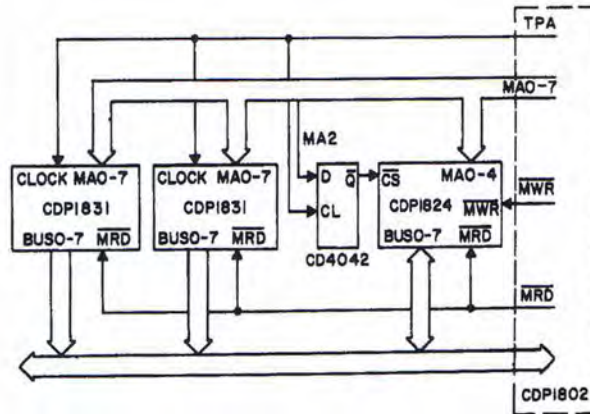 TPA
MA0-7
MA2
CLOCK MA0-7
CDP1831
BUS0-7 MRD
CLOCK MA0-7
CDP1831
BUS0-7 MRD
D Q
CL
CD4042
CS MA0-4
CDP1824
MWR
BUS0-7 MRD
MWR
MRD
CDP1802